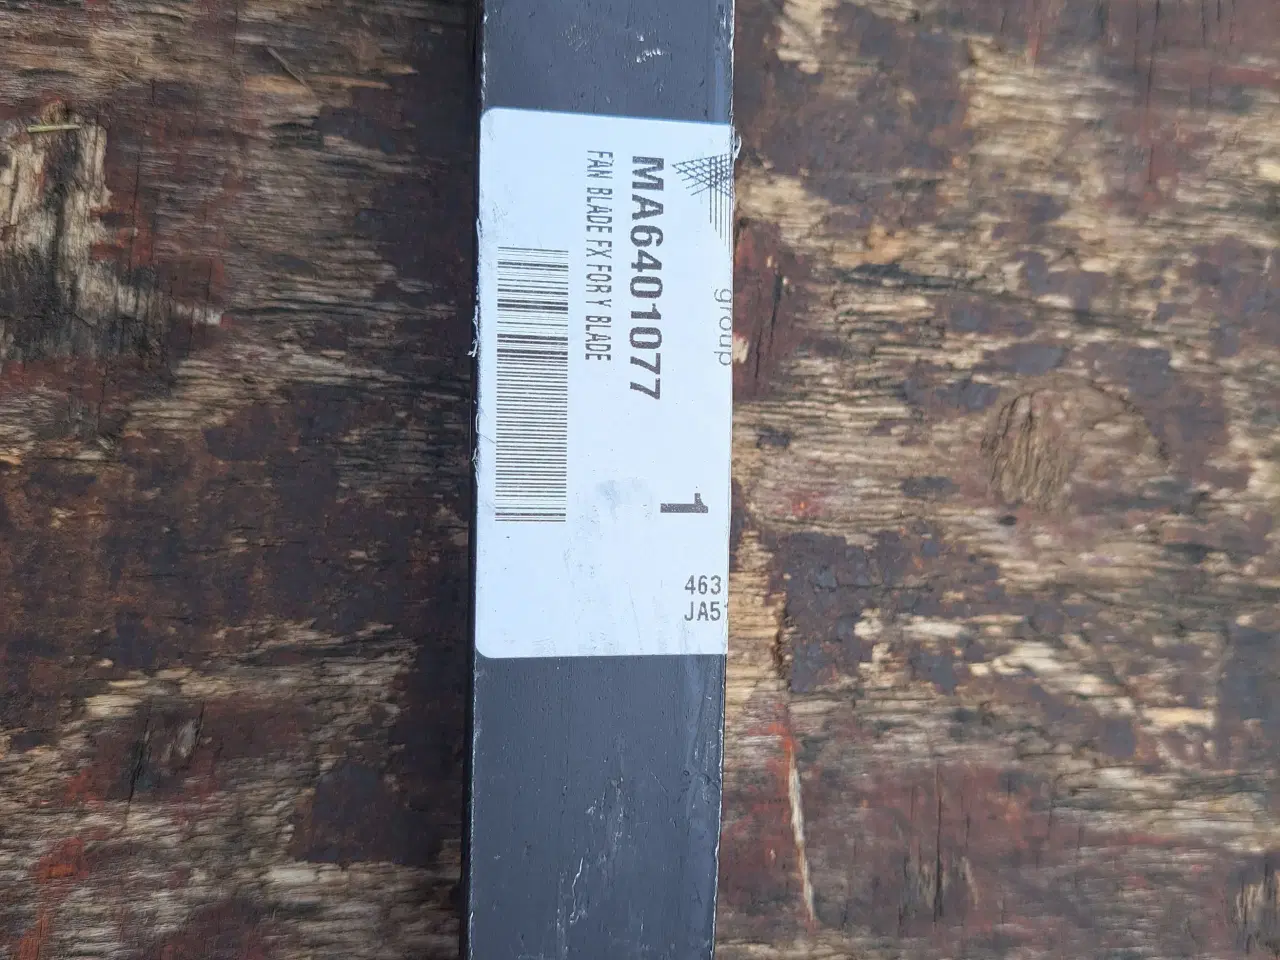 group
MA6401077
FAN BLADE FX FOR Y BLADE
1
463
JA5